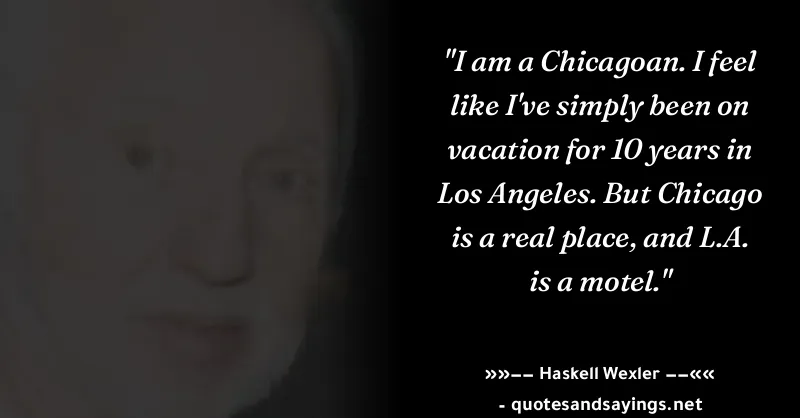 "I am a Chicagoan. I feel
like I've simply been on
vacation for 10 years in
Los Angeles. But Chicago
is a real place, and L.A.
is a motel."
»»−− Haskell Wexler −−««
- quotesandsayings.net